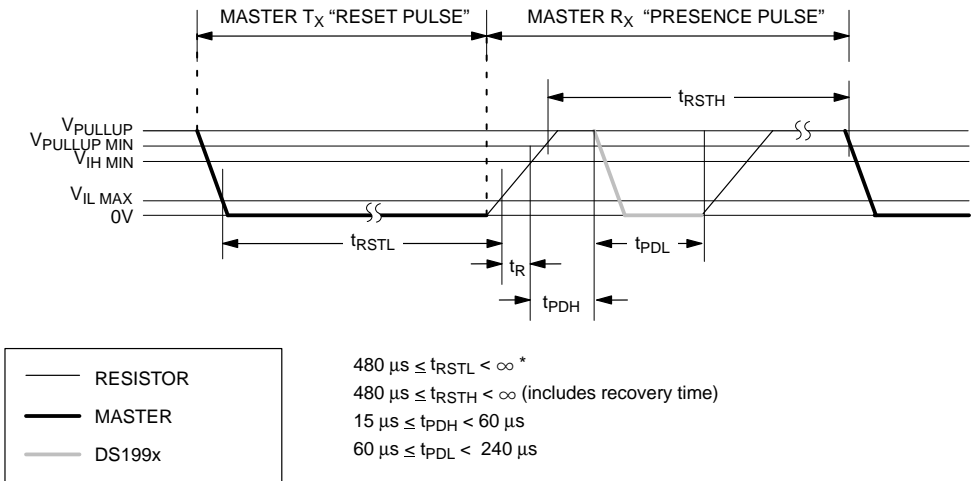 MASTER TX “RESET PULSE”
MASTER RX “PRESENCE PULSE”
tRSTH
VPULLUP
VPULLUP MIN
VIH MIN
VIL MAX
0V
tRSTL
tR
tPDL
tPDH
RESISTOR
MASTER
DS199x
480 μs ≤ tRSTL < ∞ *
480 μs ≤ tRSTH < ∞ (includes recovery time)
15 μs ≤ tPDH < 60 μs
60 μs ≤ tPDL < 240 μs